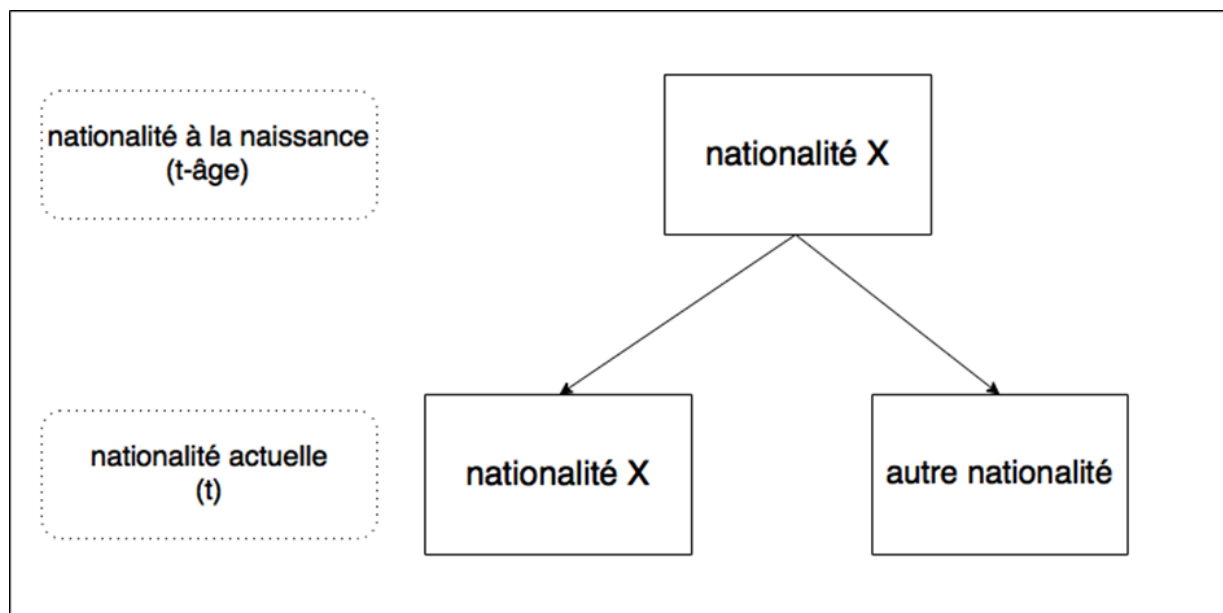 nationalité à la naissance
(t-âge)
nationalité X
nationalité actuelle
(t)
nationalité X
autre nationalité